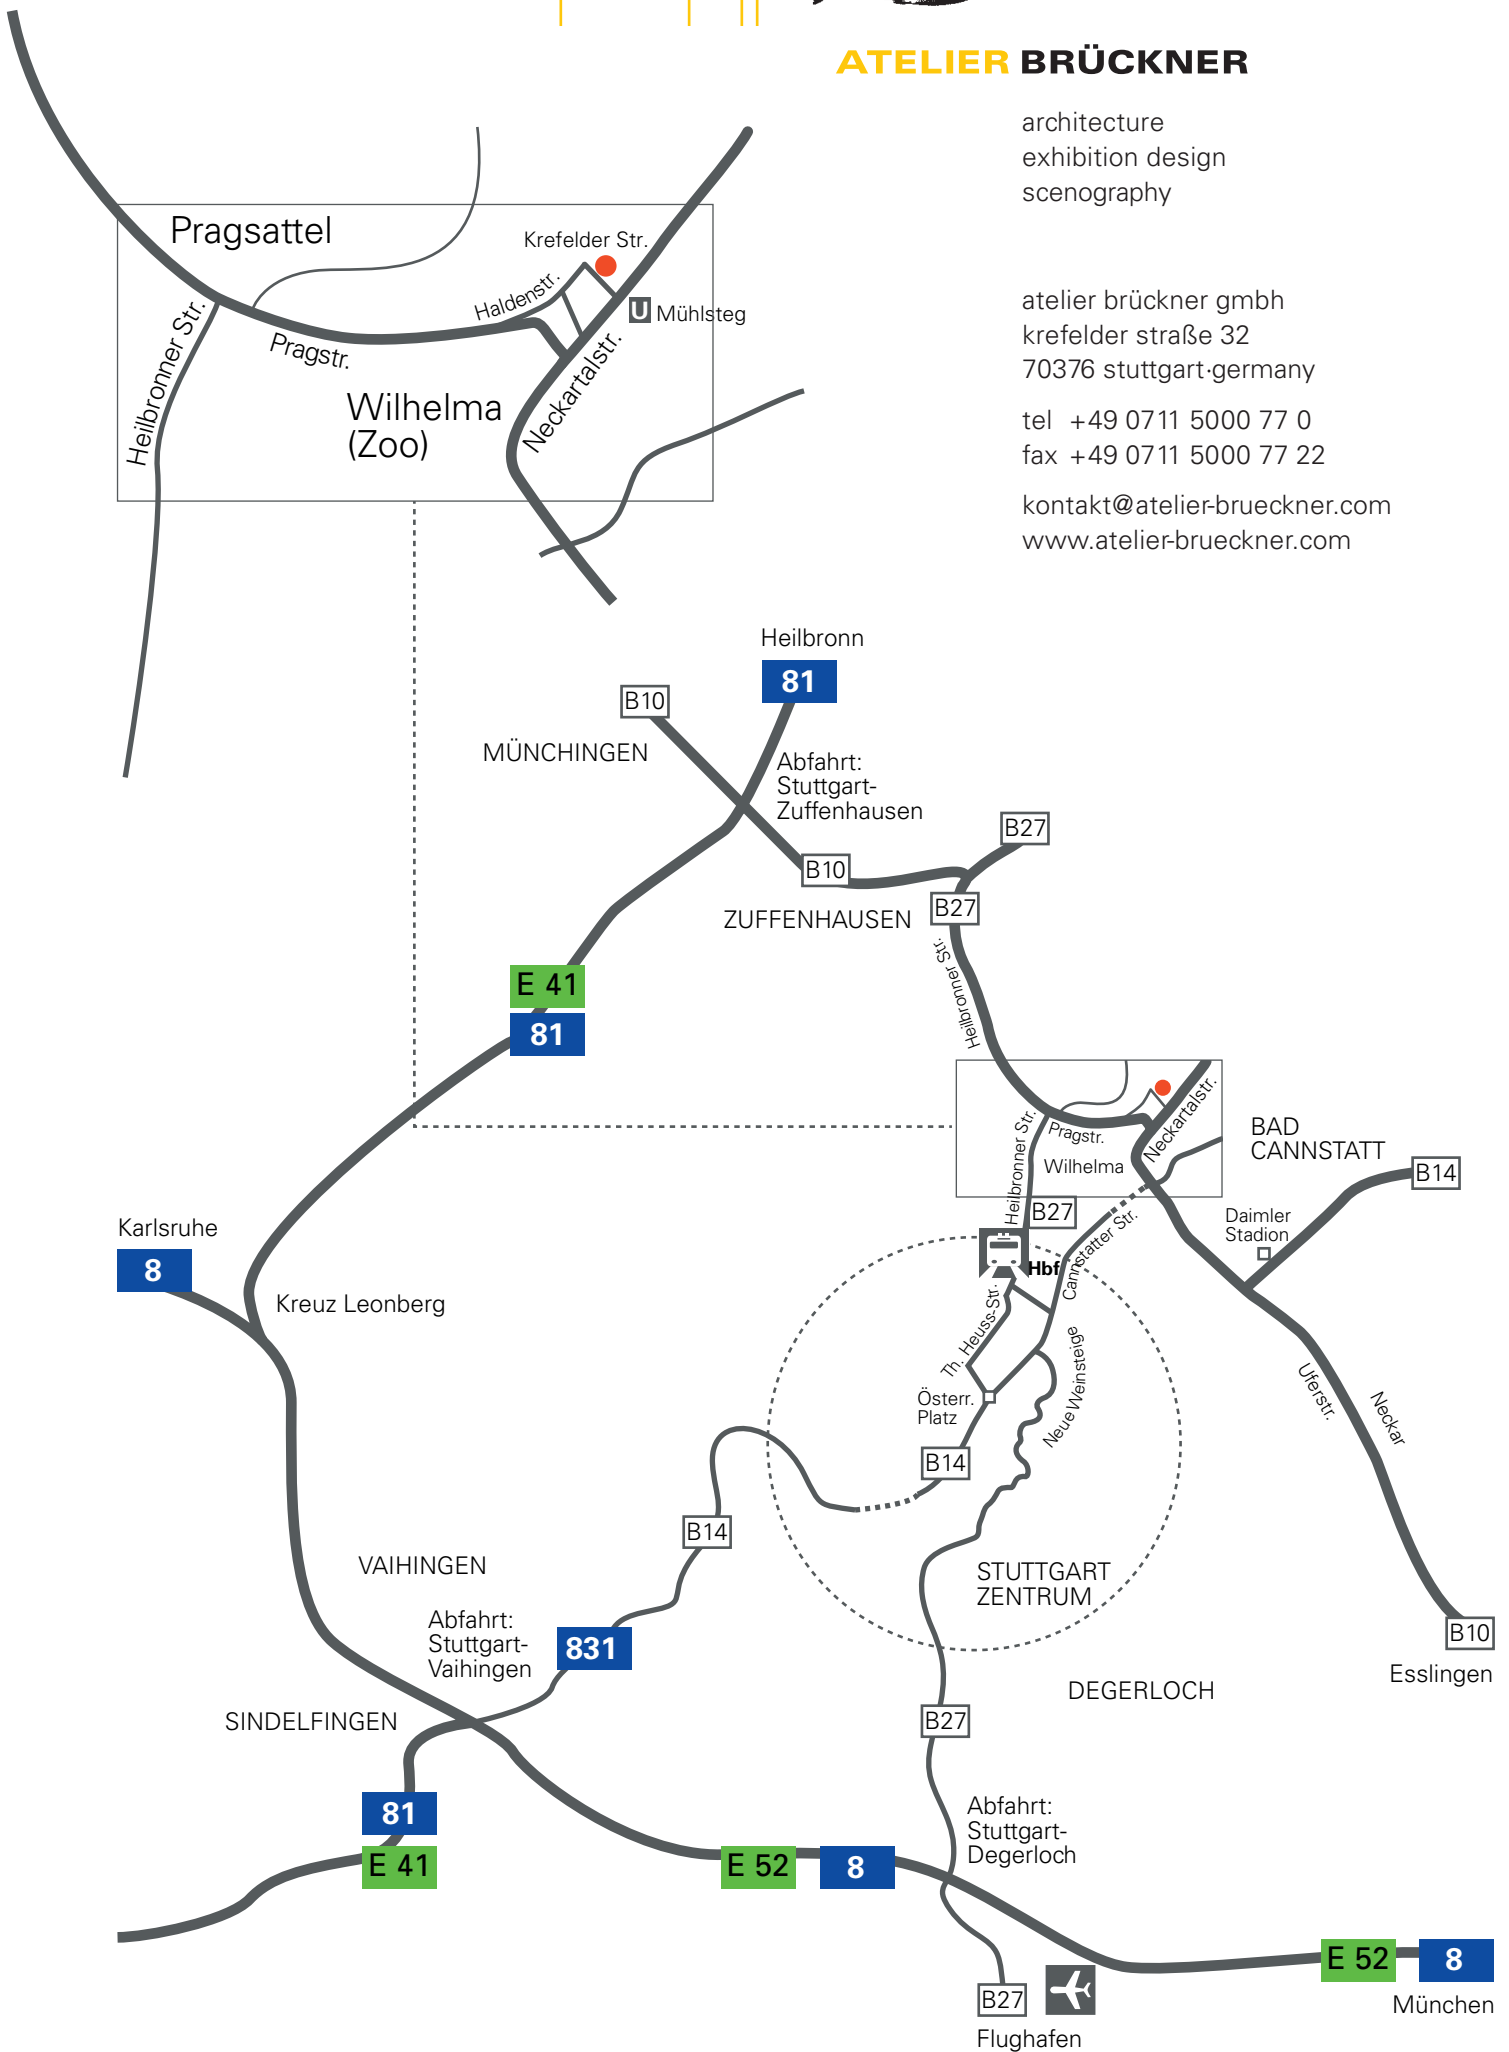 ATELIER BRÜCKNER
architecture
exhibition design
scenography
atelier brückner gmbh
krefelder straße 32
70376 stuttgart·germany
tel +49 0711 5000 77 0
fax +49 0711 5000 77 22
kontakt@atelier-brueckner.com
www.atelier-brueckner.com
Pragsattel
Krefelder Str.
Haldenstr.
U Mühlsteg
Heilbronner Str.
Pragstr.
Neckartalstr.
Wilhelma
(Zoo)
Heilbronn
81
B10
MÜNCHINGEN
Abfahrt:
Stuttgart-
Zuffenhausen
B27
B10
B27
ZUFFENHAUSEN
Heilbronner Str.
E 41
81
Neckartalstr.
Heilbronner Str.
Pragstr.
Wilhelma
BAD
CANNSTATT
B14
B27
Cannstatter Str.
Daimler
Stadion
Karlsruhe
8
Kreuz Leonberg
Hbf
Th. Heuss-Str.
Neue Weinsteige
Österr.
Platz
Uferstr.
Neckar
B14
B14
VAIHINGEN
STUTTGART
ZENTRUM
Abfahrt:
Stuttgart-
Vaihingen
831
B10
Esslingen
DEGERLOCH
SINDELFINGEN
B27
81
E 41
Abfahrt:
Stuttgart-
Degerloch
E 52
8
E 52
8
München
B27
Flughafen